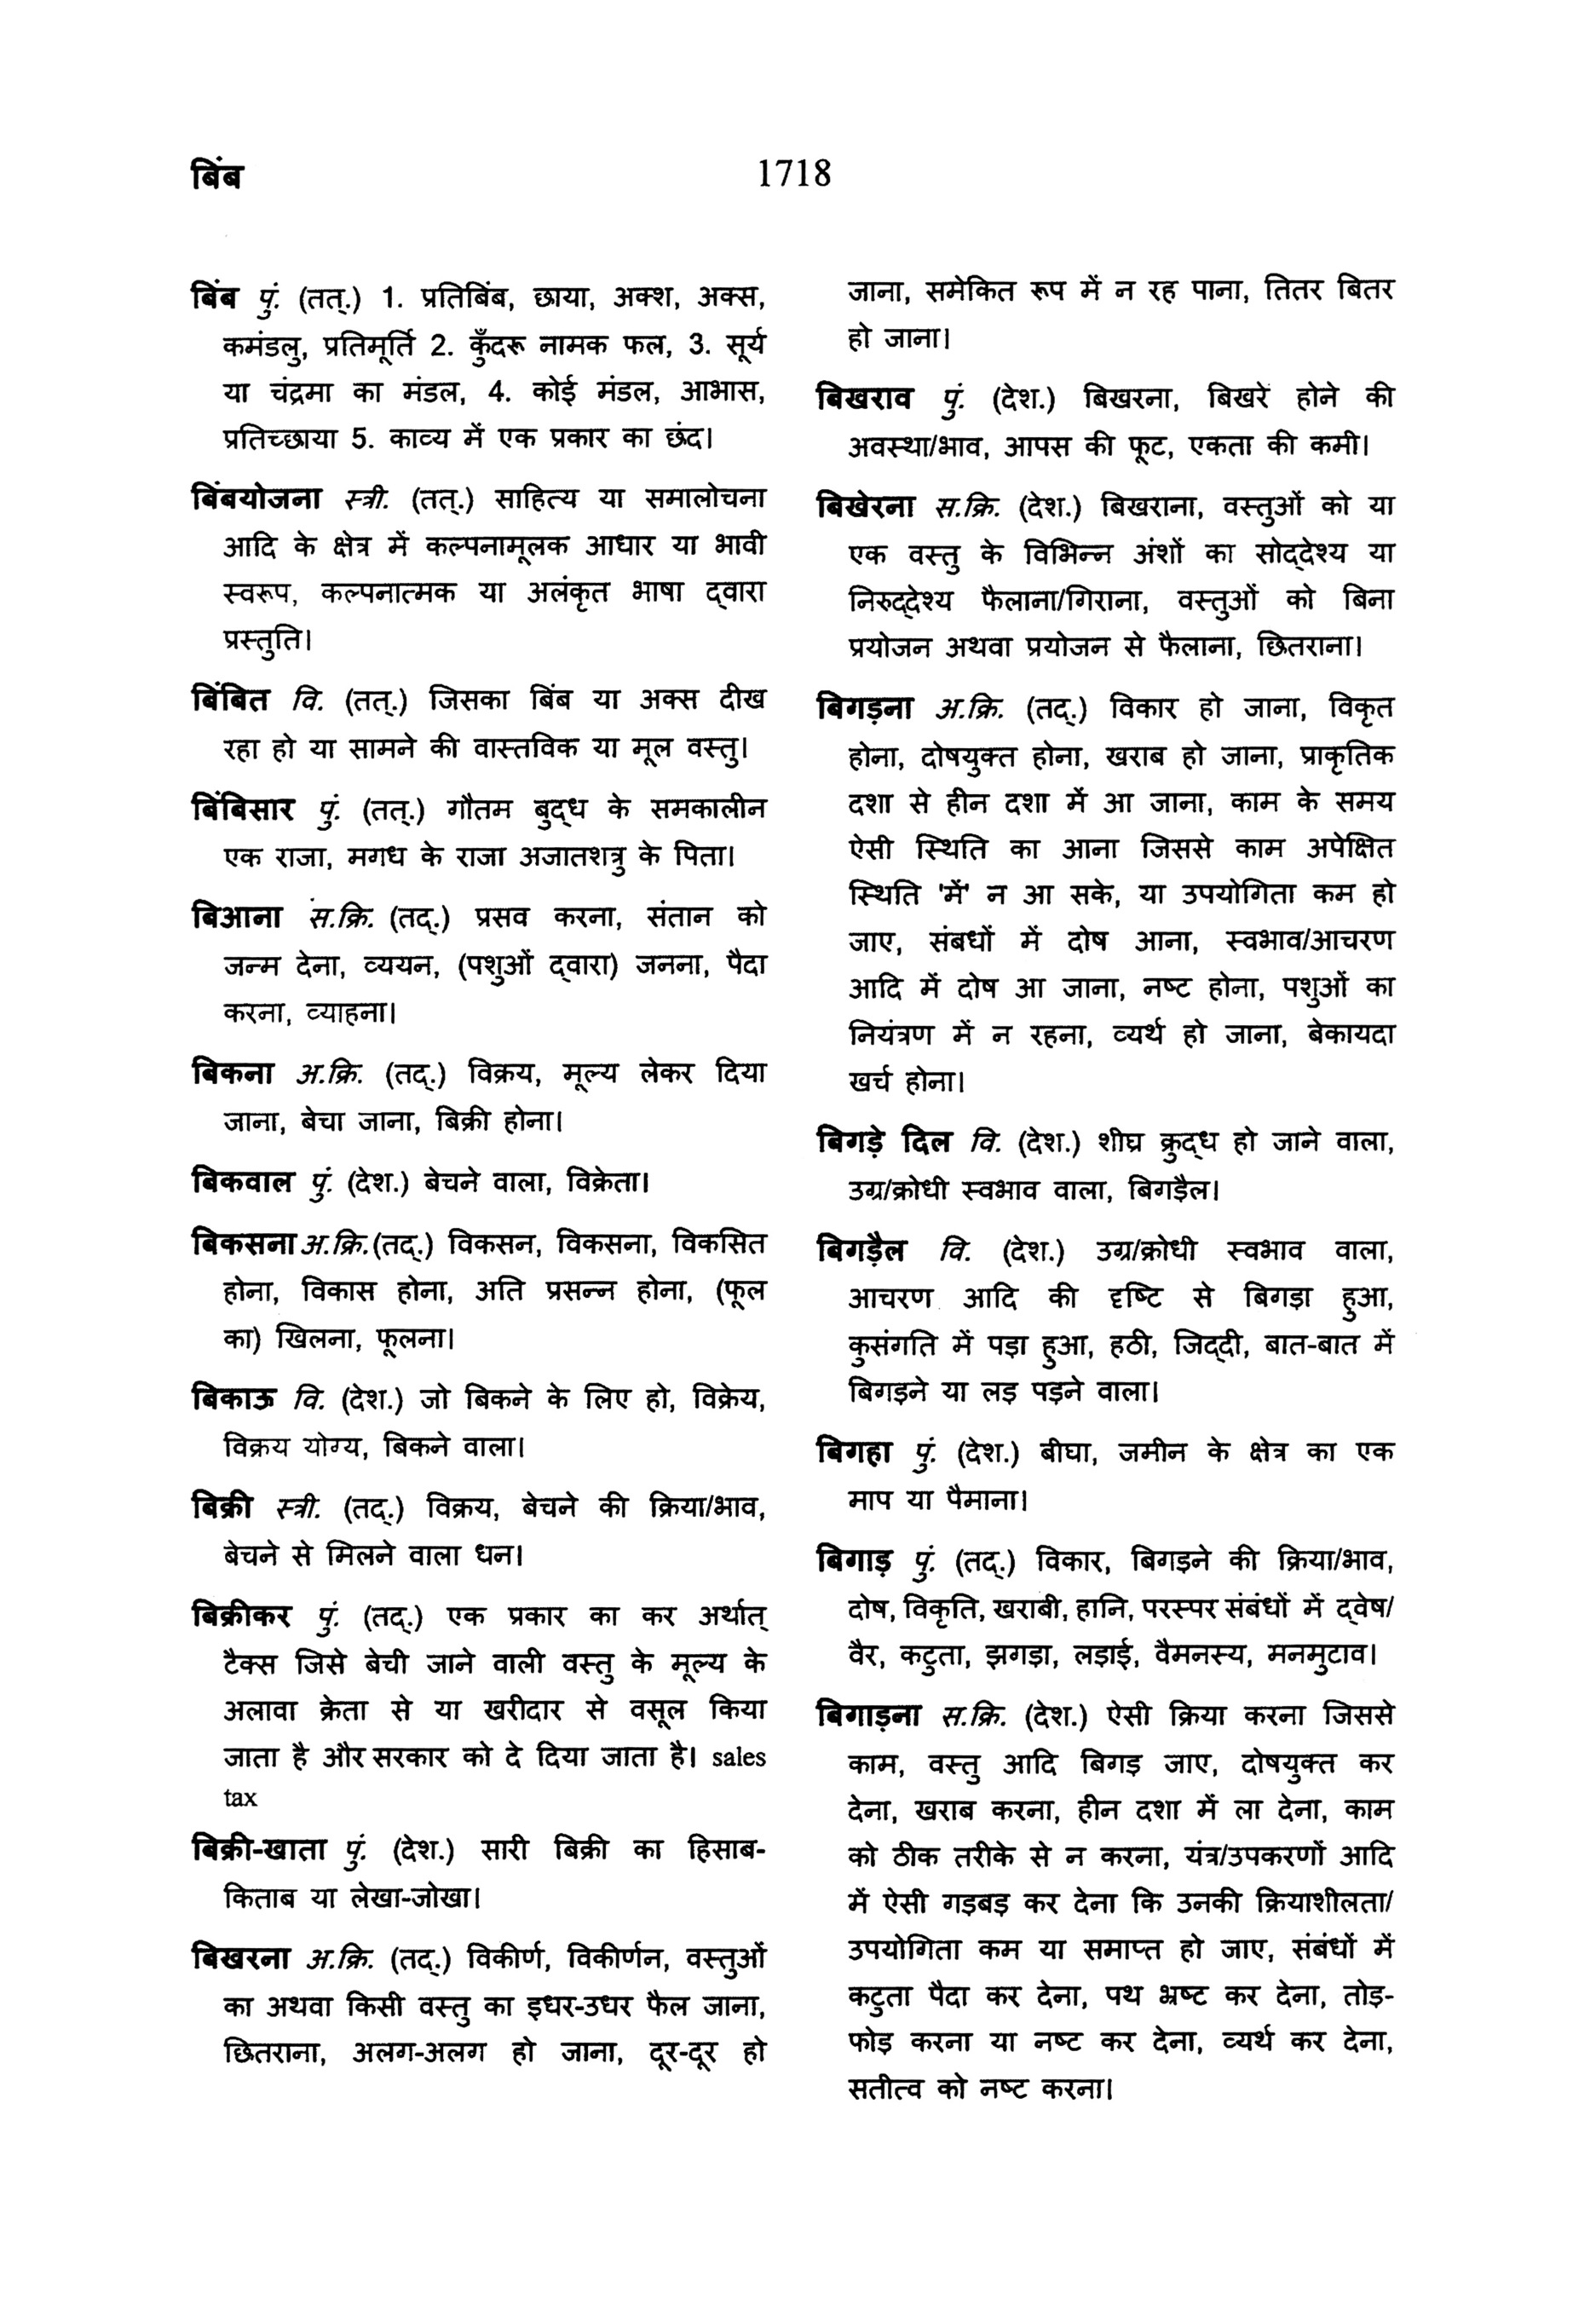 बिंब
1718
बिंब पुं. (तत्.) 1. प्रतिबिंब, छाया, अक्श, अक्स,
कमंडलु, प्रतिमूर्ति 2. कुँदरू नामक फल, 3. सूर्य
या चंद्रमा का मंडल, 4. कोई मंडल, आभास,
प्रतिच्छाया 5. काव्य में एक प्रकार का छंद।
बिंबयोजना स्त्री. (तत्.) साहित्य या समालोचना
आदि के क्षेत्र में कल्पनामूलक आधार या भावी
स्वरूप, कल्पनात्मक या अलंकृत भाषा द्वारा
प्रस्तुति।
बिंबित वि. (तत्.) जिसका बिंब या अक्स दीख
रहा हो या सामने की वास्तविक या मूल वस्तु।
बिंबिसार पुं. (तत्.) गौतम बुद्ध के समकालीन
एक राजा, मगध के राजा अजातशत्रु के पिता।
बिआना स.क्रि. (तद्.) प्रसव करना, संतान को
जन्म देना, व्ययन, (पशुओं द्वारा) जनना, पैदा
करना, व्याहना।
बिकना अ.क्रि. (तद्.) विक्रय, मूल्य लेकर दिया
जाना, बेचा जाना, बिक्री होना।
बिकवाल पुं. (देश.) बेचने वाला, विक्रेता।
बिकसना अ.क्रि. (तद्.) विकसन, विकसना, विकसित
होना, विकास होना, अति प्रसन्न होना, (फूल
का) खिलना, फूलना।
बिकाऊ वि. (देश.) जो बिकने के लिए हो, विक्रेय,
विक्रय योग्य, बिकने वाला।
बिक्री स्त्री. (तद्.) विक्रय, बेचने की क्रिया/भाव,
बेचने से मिलने वाला धन।
बिक्रीकर पुं. (तद्.) एक प्रकार का कर अर्थात्
टैक्स जिसे बेची जाने वाली वस्तु के मूल्य के
अलावा क्रेता से या खरीदार से वसूल किया
जाता है और सरकार को दे दिया जाता है। sales
tax
बिक्री-खाता पुं. (देश.) सारी बिक्री का हिसाब-
किताब या लेखा-जोखा।
बिखरना अ.क्रि. (तद्.) विकीर्ण, विकीर्णन, वस्तुओं
का अथवा किसी वस्तु का इधर-उधर फैल जाना,
छितराना, अलग-अलग हो जाना, दूर-दूर हो
जाना, समेकित रूप में न रह पाना, तितर बितर
हो जाना।
बिखराव पुं. (देश.) बिखरना, बिखरे होने की
अवस्था/भाव, आपस की फूट, एकता की कमी।
बिखेरना स.क्रि. (देश.) बिखराना, वस्तुओं को या
एक वस्तु के विभिन्न अंशों का सोद्देश्य या
निरुद्देश्य फैलाना/गिराना, वस्तुओं को बिना
प्रयोजन अथवा प्रयोजन से फैलाना, छितराना।
बिगड़ना अ.क्रि. (तद्.) विकार हो जाना, विकृत
होना, दोषयुक्त होना, खराब हो जाना, प्राकृतिक
दशा से हीन दशा में आ जाना, काम के समय
ऐसी स्थिति का आना जिससे काम अपेक्षित
स्थिति 'में' न आ सके, या उपयोगिता कम हो
जाए, संबधों में दोष आना, स्वभाव/आचरण
आदि में दोष आ जाना, नष्ट होना, पशुओं का
नियंत्रण में न रहना, व्यर्थ हो जाना, बेकायदा
खर्च होना।
बिगड़े दिल वि. (देश.) शीघ्र क्रुद्ध हो जाने वाला,
उग्र/क्रोधी स्वभाव वाला, बिगड़ैल।
बिगड़ैल वि. (देश.) उग्र/क्रोधी स्वभाव वाला,
आचरण आदि की दृष्टि से बिगड़ा हुआ,
कुसंगति में पड़ा हुआ, हठी, जिद्दी, बात-बात में
बिगड़ने या लड़ पड़ने वाला।
बिगहा पुं. (देश.) बीघा, जमीन के क्षेत्र का एक
माप या पैमाना।
बिगाड़ पुं. (तद्.) विकार, बिगड़ने की क्रिया/भाव,
दोष, विकृति, खराबी, हानि, परस्पर संबंधों में द्वेष/
वैर, कटुता, झगड़ा, लड़ाई, वैमनस्य, मनमुटाव।
बिगाड़ना स.क्रि. (देश.) ऐसी क्रिया करना जिससे
काम, वस्तु आदि बिगड़ जाए, दोषयुक्त कर
देना, खराब करना, हीन दशा में ला देना, काम
को ठीक तरीके से न करना, यंत्र/उपकरणों आदि
में ऐसी गड़बड़ कर देना कि उनकी क्रियाशीलता/
उपयोगिता कम या समाप्त हो जाए, संबंधों में
कटुता पैदा कर देना, पथ भ्रष्ट कर देना, तोड़-
फोड़ करना या नष्ट कर देना, व्यर्थ कर देना,
सतीत्व को नष्ट करना।